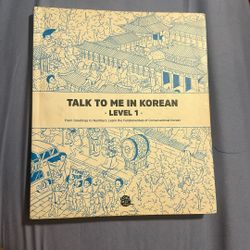 TALK TO ME IN KOREAN
· LEVEL 1 ·
From Greetings to Numbers, Learn the Fundamentals of Conversational Korean